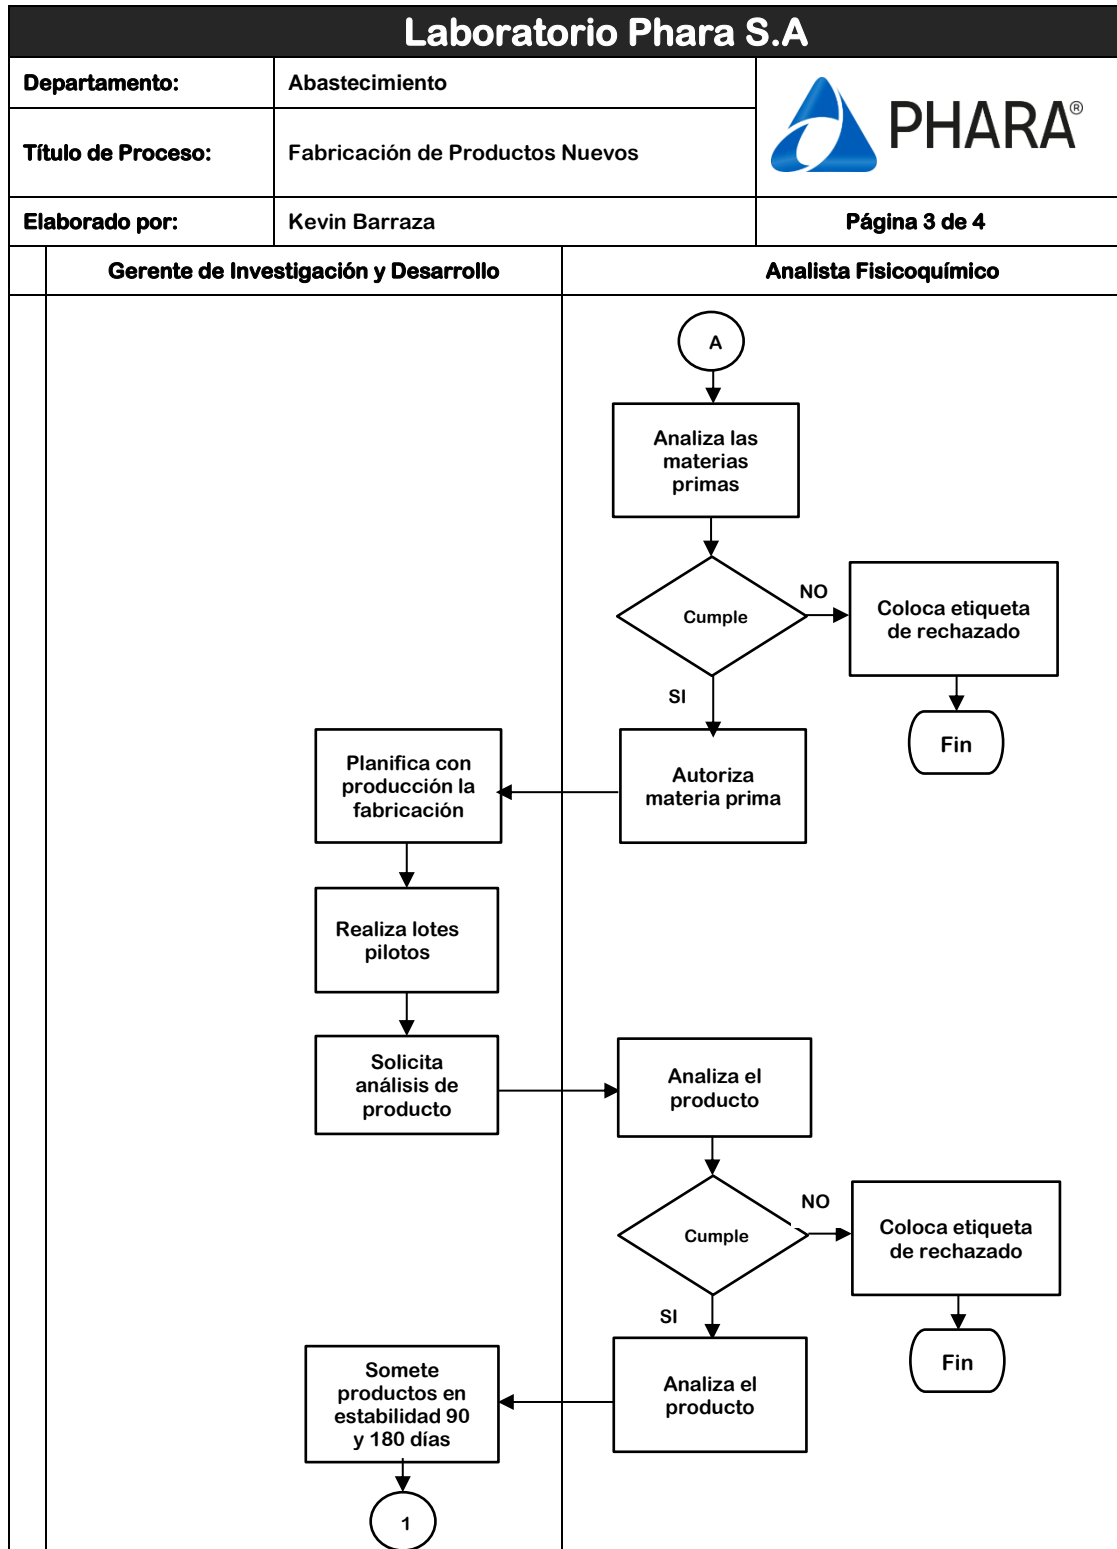 Laboratorio Phara S.A
Departamento:
Abastecimiento
PHARA®
Título de Proceso:
Fabricación de Productos Nuevos
Elaborado por:
Kevin Barraza
Página 3 de 4
Gerente de Investigación y Desarrollo
Analista Fisicoquímico
A
Analiza las
materias
primas
Cumple
NO
Coloca etiqueta
de rechazado
SI
Fin
Planifica con
producción la
fabricación
Autoriza
materia prima
Realiza lotes
pilotos
Solicita
análisis de
producto
Analiza el
producto
Cumple
NO
Coloca etiqueta
de rechazado
SI
Fin
Somete
productos en
estabilidad 90
y 180 días
Analiza el
producto
1